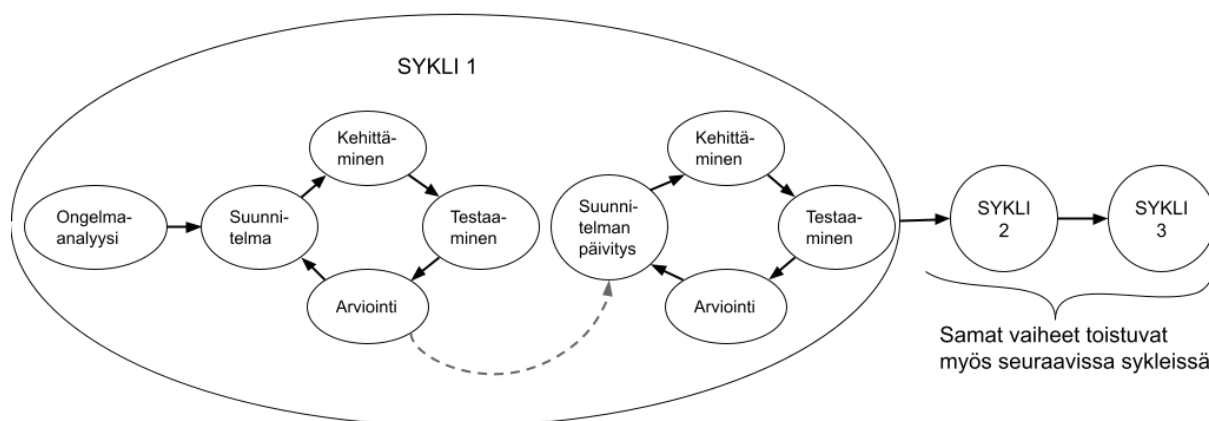 SYKLI 1
Ongelma-
analyysi
Suunni-
telma
Kehittä-
minen
Testaa-
minen
Arviointi
Suunni-
telman
päivitys
Kehittä-
minen
Testaa-
minen
Arviointi
SYKLI
2
SYKLI
3
Samat vaiheet toistuvat
myös seuraavissa sykleissä